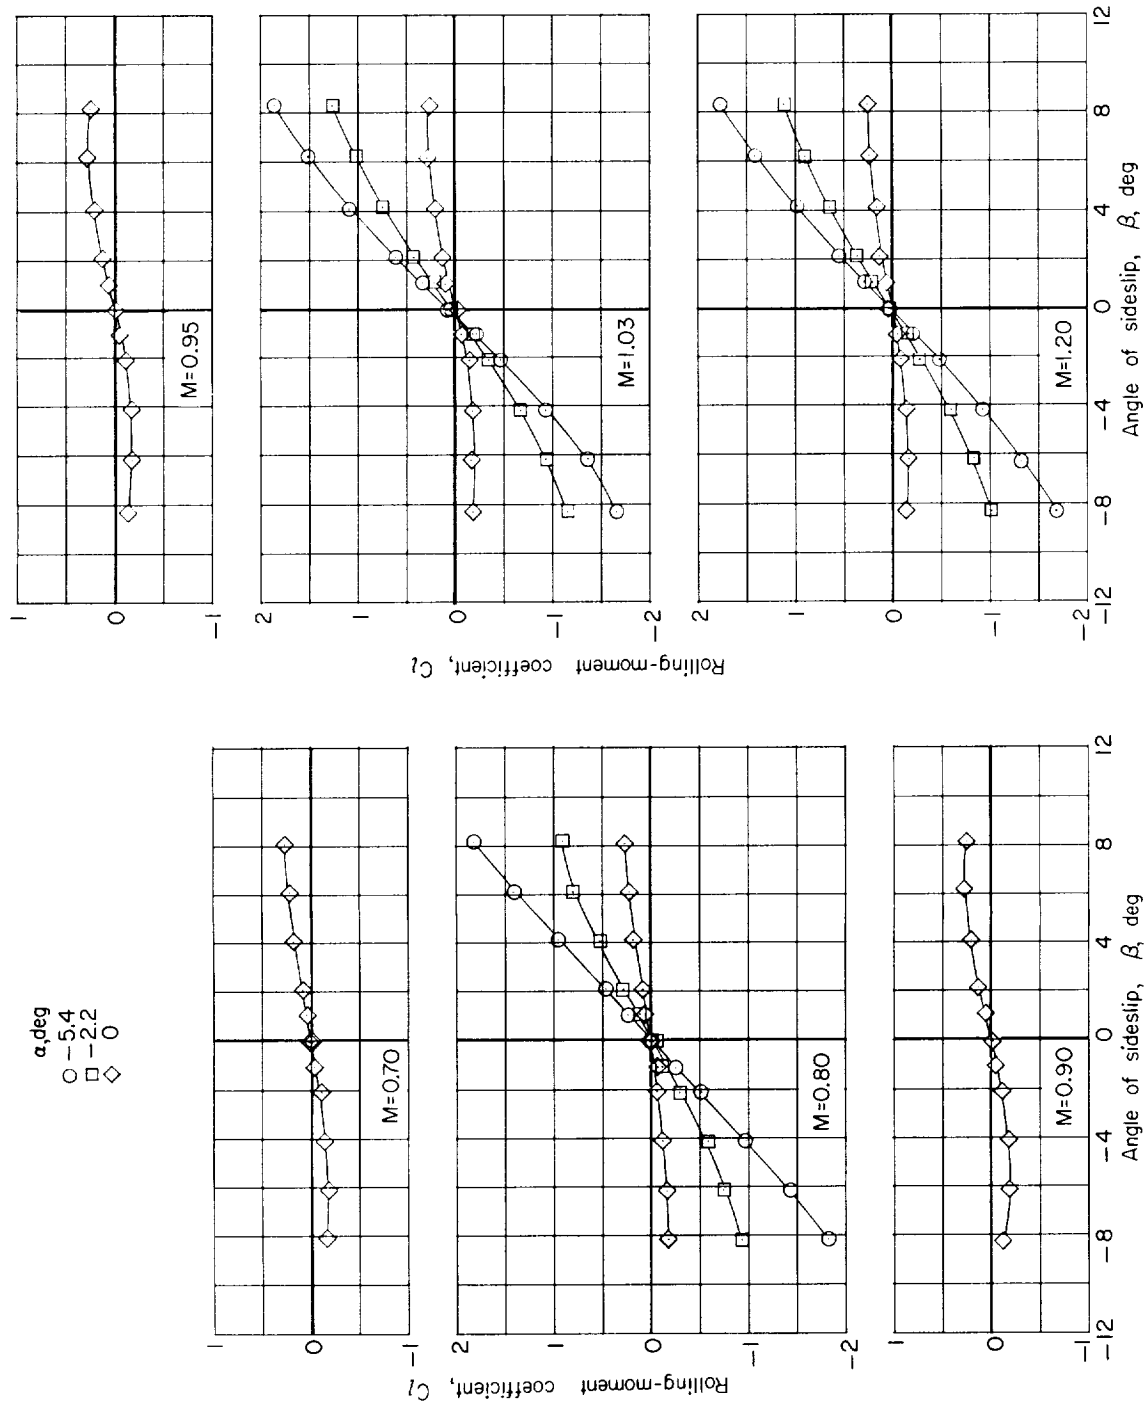 α, deg
○ -5.4
□ -2.2
◇ 0
1
0
-1
M=0.70
2
1
0
-1
-2
M=0.80
1
0
-1
M=0.90
-12 -8 -4 0 4 8 12
Angle of sideslip, β, deg
Rolling-moment coefficient, Cl
1
0
-1
M=0.95
2
1
0
-1
-2
M=1.03
2
1
0
-1
-2
M=1.20
-12 -8 -4 0 4 8 12
Angle of sideslip, β, deg
Rolling-moment coefficient, Cl